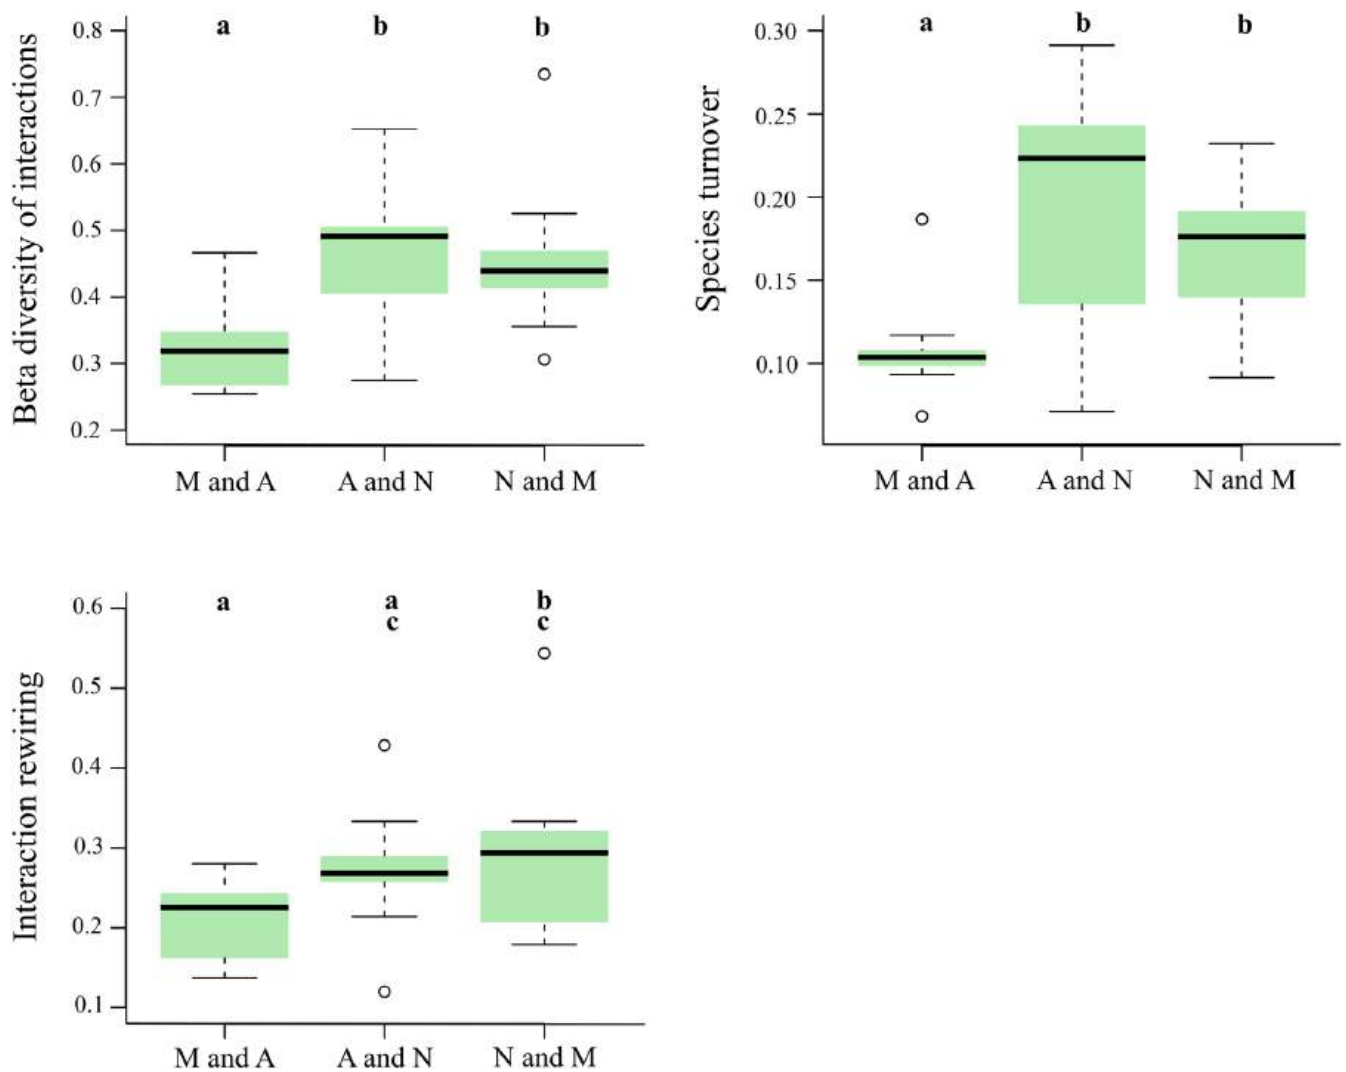 Beta diversity of interactions
0.8
0.7
0.6
0.5
0.4
0.3
0.2
a
b
b
M and A
A and N
N and M
Species turnover
0.30
0.25
0.20
0.15
0.10
a
b
b
M and A
A and N
N and M
Interaction rewiring
0.6
0.5
0.4
0.3
0.2
0.1
a
a
c
b
c
M and A
A and N
N and M